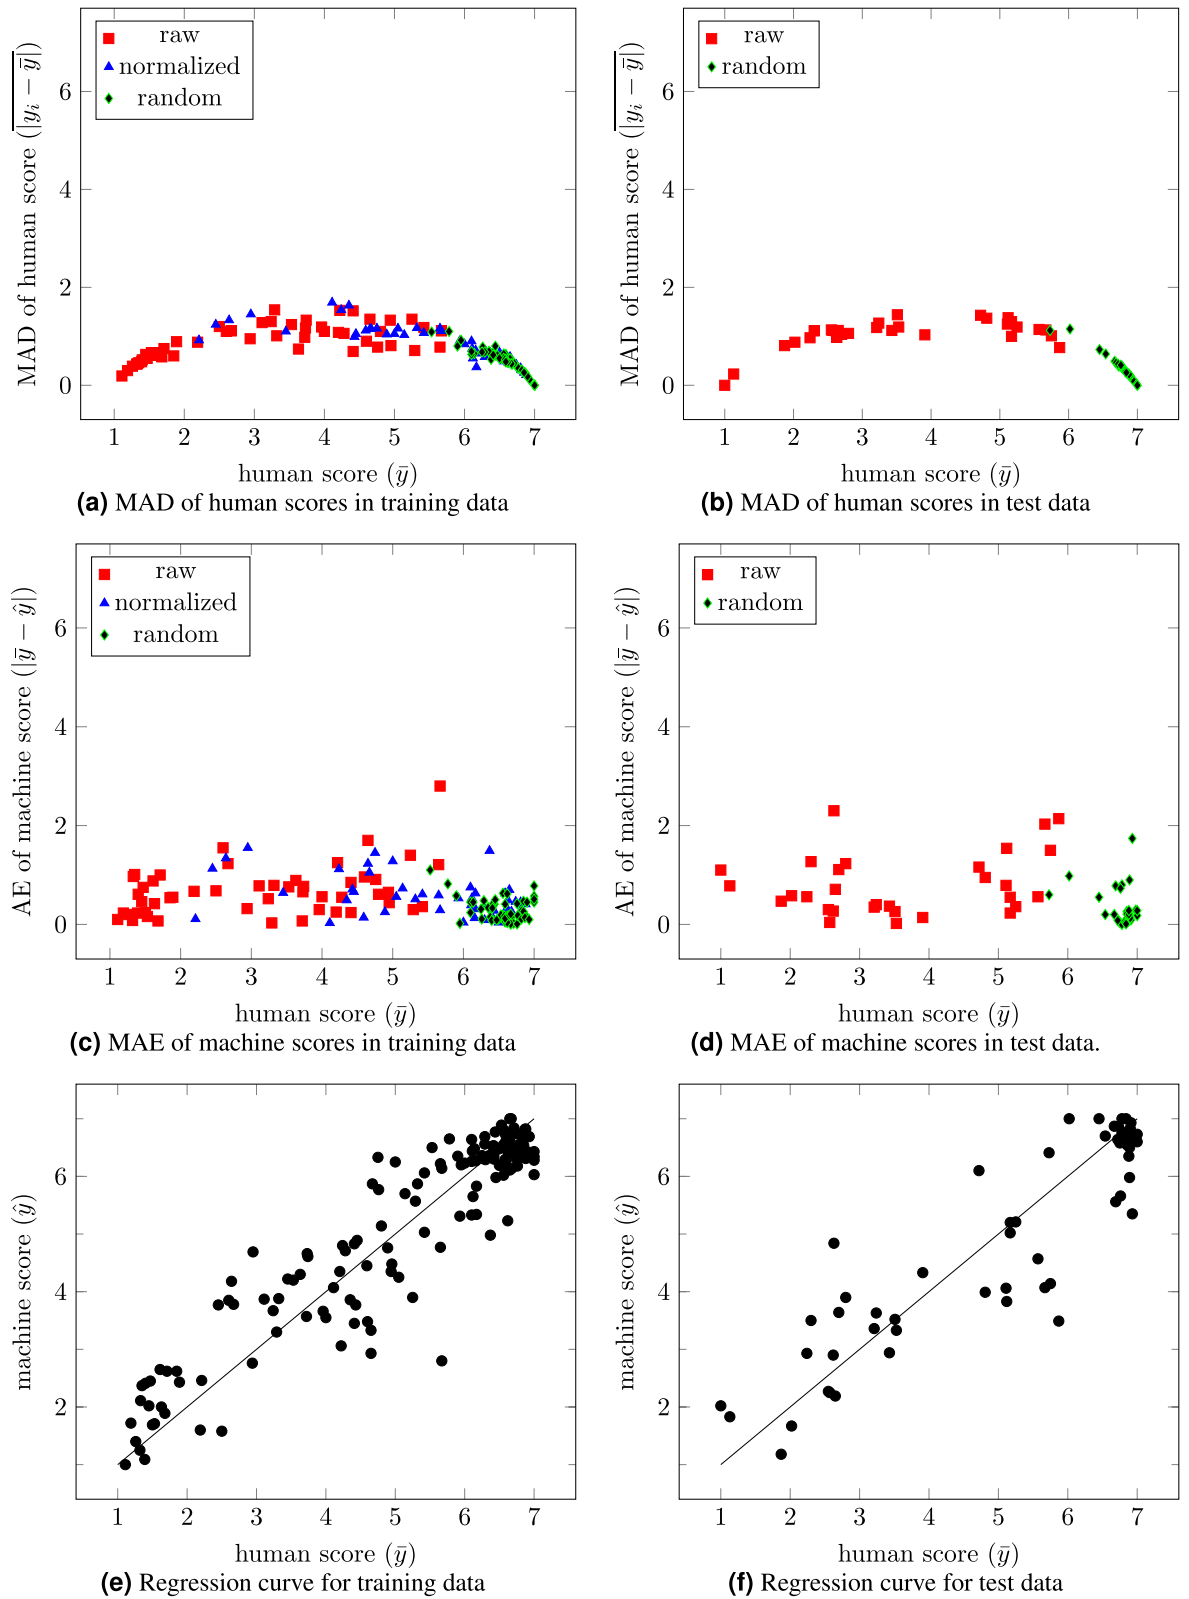 raw
normalized
random
MAD of human score (|yᵢ − ȳ|)
6
4
2
0
1 2 3 4 5 6 7
human score (ȳ)
(a) MAD of human scores in training data
raw
random
MAD of human score (|yᵢ − ȳ|)
6
4
2
0
1 2 3 4 5 6 7
human score (ȳ)
(b) MAD of human scores in test data
raw
normalized
random
AE of machine score (|ȳ − ŷ|)
6
4
2
0
1 2 3 4 5 6 7
human score (ȳ)
(c) MAE of machine scores in training data
raw
random
AE of machine score (|ȳ − ŷ|)
6
4
2
0
1 2 3 4 5 6 7
human score (ȳ)
(d) MAE of machine scores in test data.
machine score (ŷ)
6
4
2
1 2 3 4 5 6 7
human score (ȳ)
(e) Regression curve for training data
machine score (ŷ)
6
4
2
1 2 3 4 5 6 7
human score (ȳ)
(f) Regression curve for test data